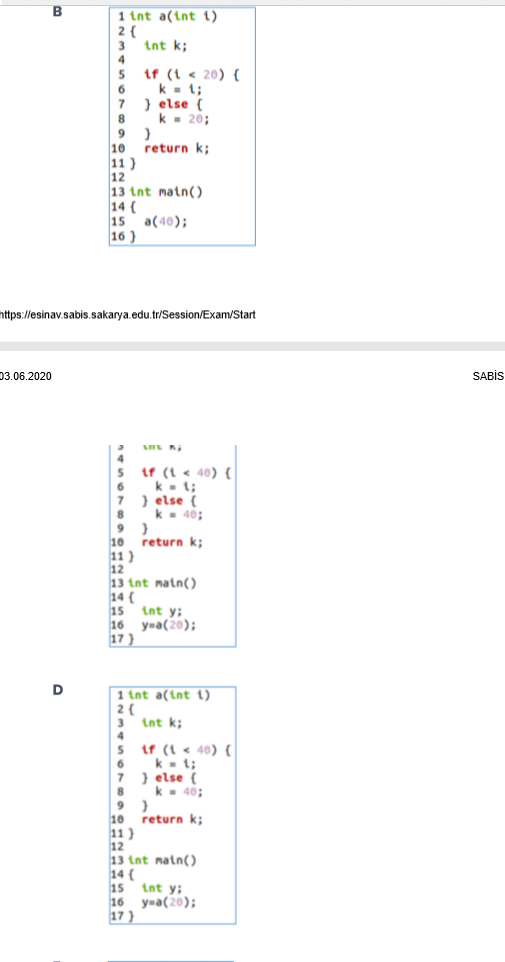 B
1 int a(int i)
2 {
3 int k;
4
5 if (i < 20) {
6 k = i;
7 } else {
8 k = 20;
9 }
10 return k;
11 }
12
13 int main()
14 {
15 a(40);
16 }
https://esinav.sabis.sakarya.edu.tr/Session/Exam/Start
03.06.2020
SABİS
3 int k;
4
5 if (i < 40) {
6 k = i;
7 } else {
8 k = 40;
9 }
10 return k;
11 }
12
13 int main()
14 {
15 int y;
16 y=a(20);
17 }
D
1 int a(int i)
2 {
3 int k;
4
5 if (i < 40) {
6 k = i;
7 } else {
8 k = 40;
9 }
10 return k;
11 }
12
13 int main()
14 {
15 int y;
16 y=a(20);
17 }